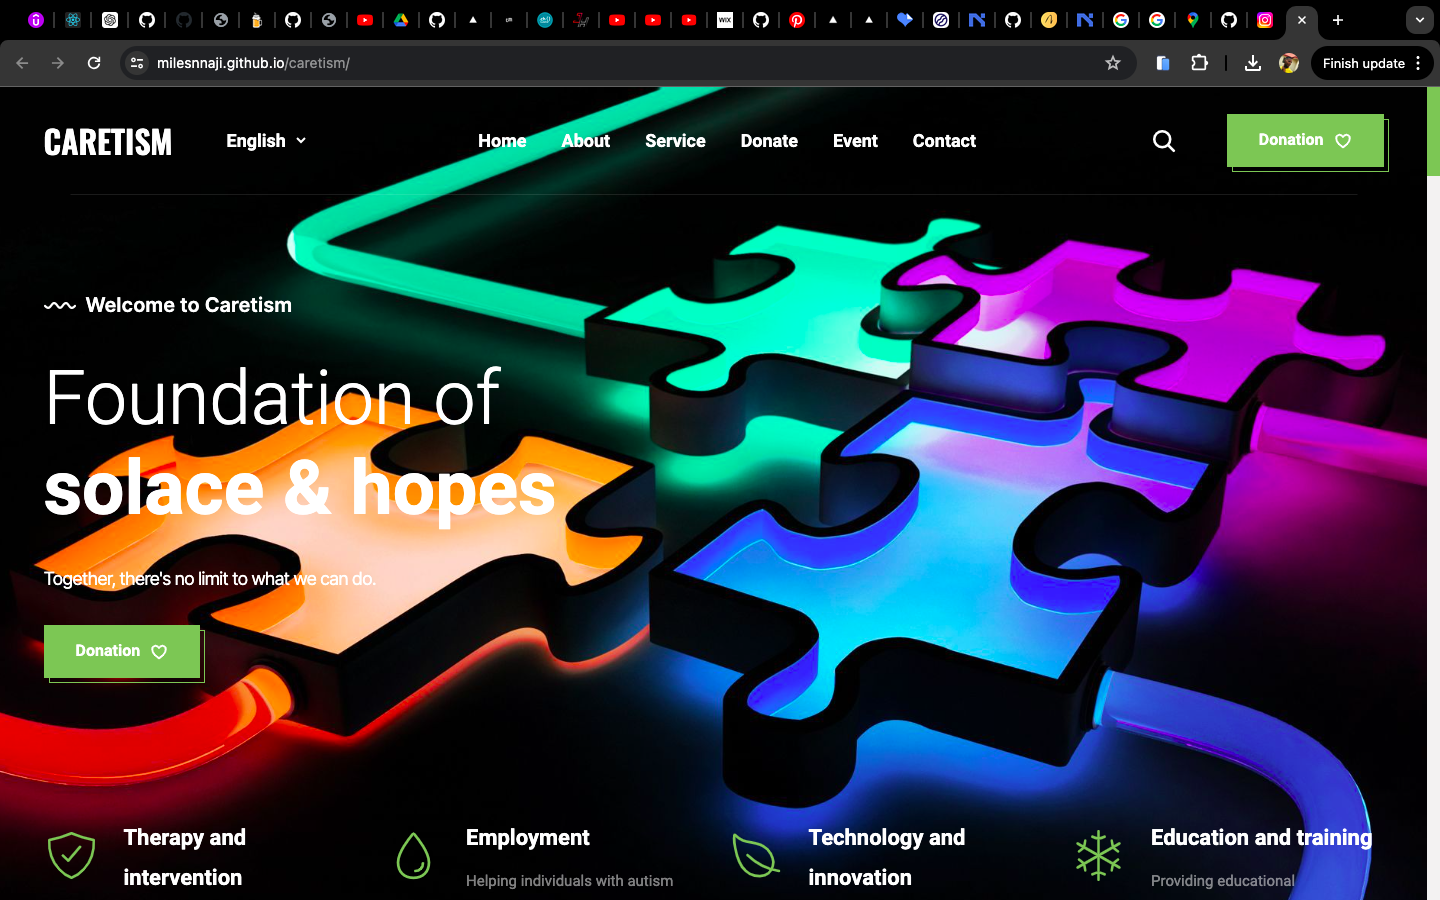 milesnnaji.github.io/caretism/
Finish update
CARETISM
English
Home About Service Donate Event Contact
Donation
Welcome to Caretism
Foundation of
solace & hopes
Together, there's no limit to what we can do.
Donation
Therapy and
intervention
Employment
Helping individuals with autism
Technology and
innovation
Education and training
Providing educational